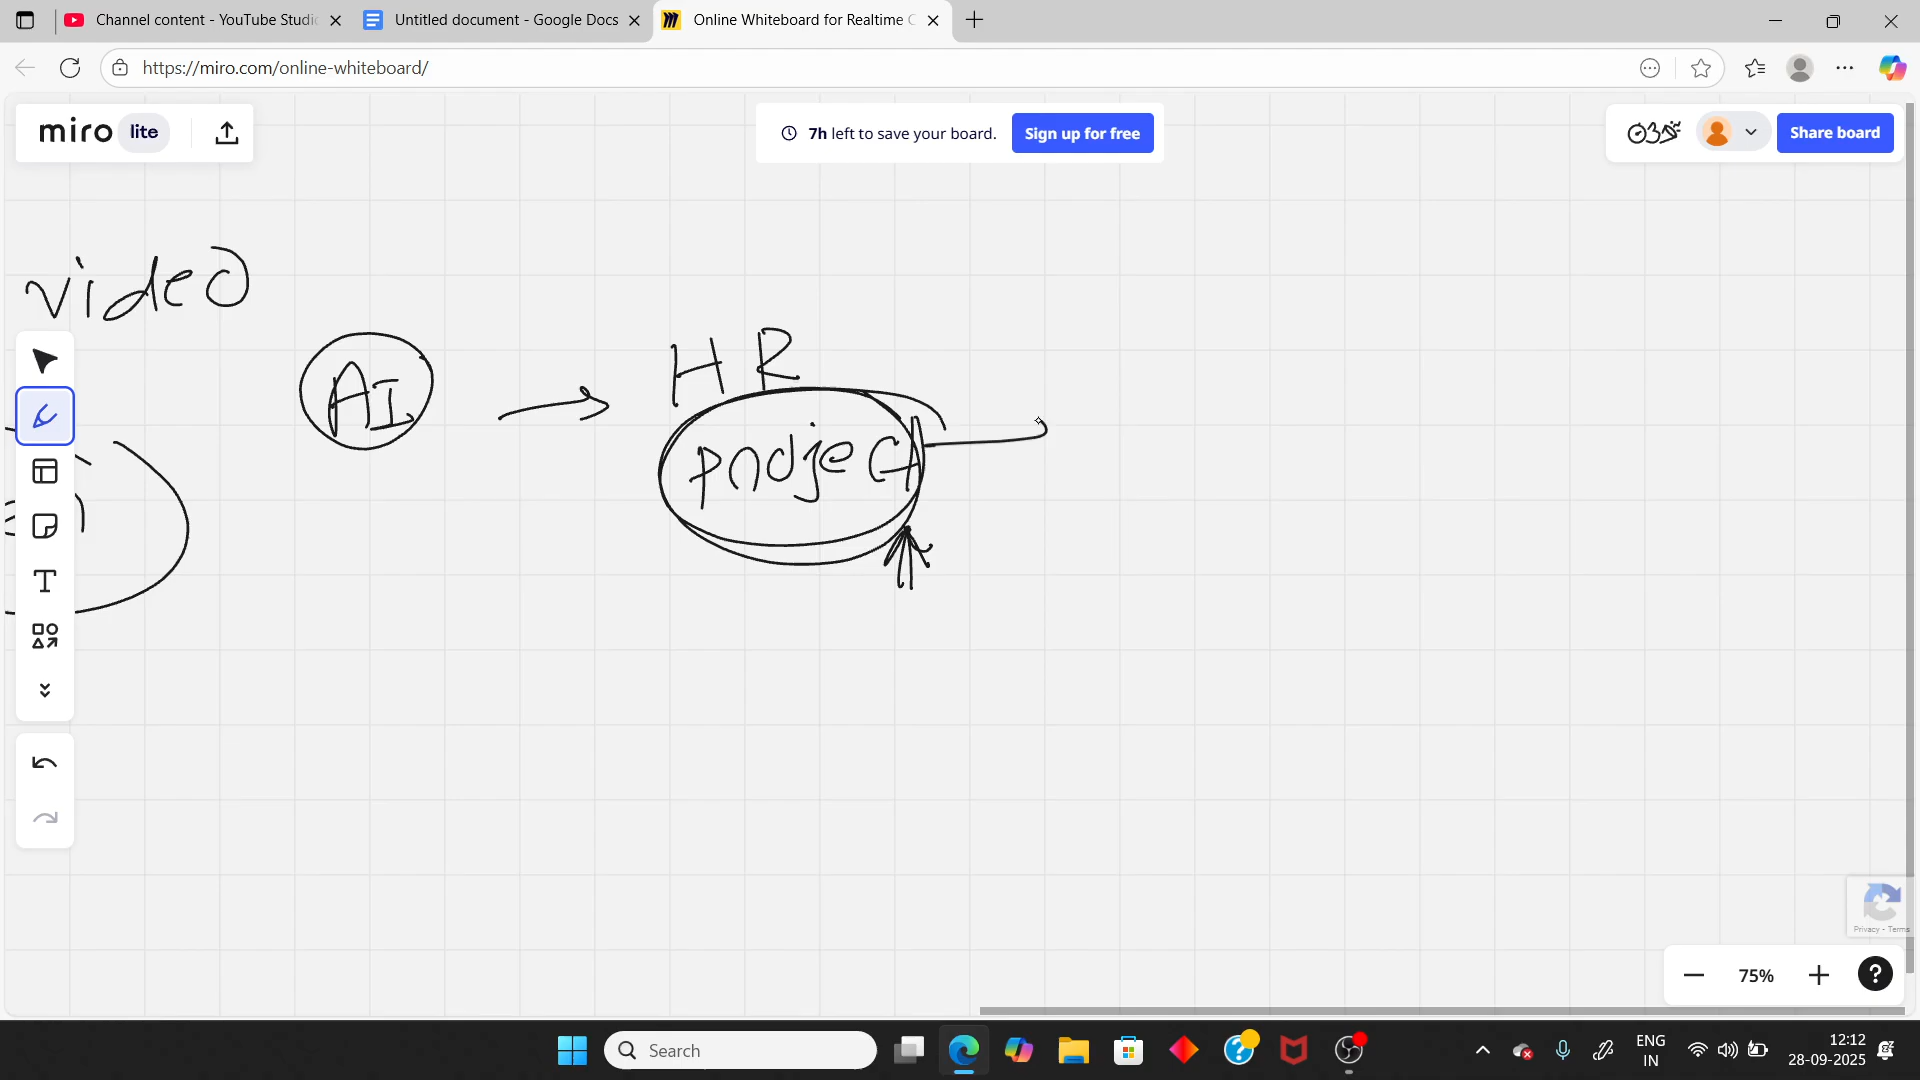 Channel content - YouTube Studio
Untitled document - Google Docs
Online Whiteboard for Realtime C
https://miro.com/online-whiteboard/
miro lite
7h left to save your board.
Sign up for free
Share board
video
AI
HR
project
Privacy - Terms
75%
Search
ENG
IN
12:12
28-09-2025